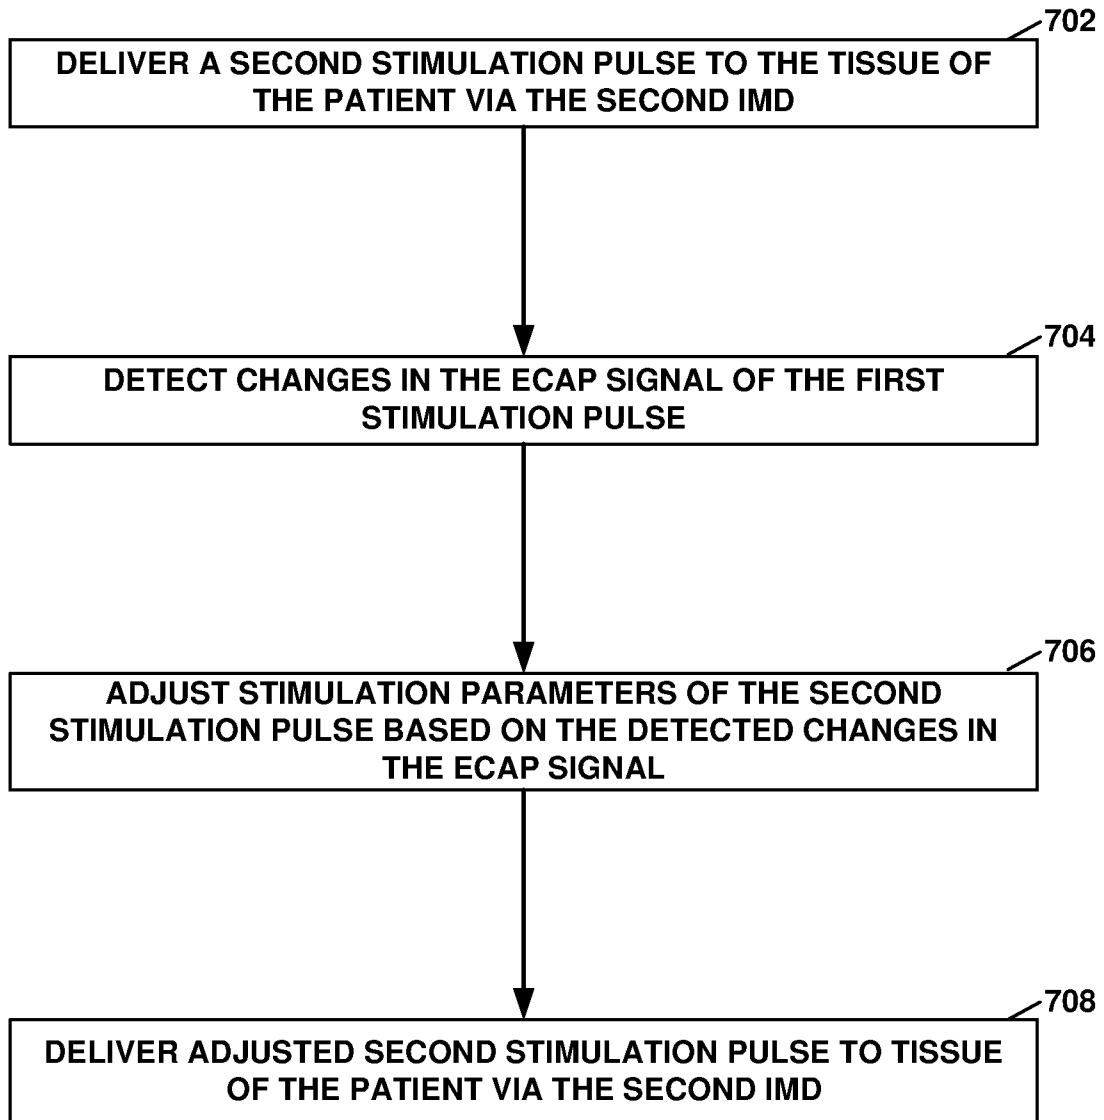 702
DELIVER A SECOND STIMULATION PULSE TO THE TISSUE OF
THE PATIENT VIA THE SECOND IMD
704
DETECT CHANGES IN THE ECAP SIGNAL OF THE FIRST
STIMULATION PULSE
706
ADJUST STIMULATION PARAMETERS OF THE SECOND
STIMULATION PULSE BASED ON THE DETECTED CHANGES IN
THE ECAP SIGNAL
708
DELIVER ADJUSTED SECOND STIMULATION PULSE TO TISSUE
OF THE PATIENT VIA THE SECOND IMD